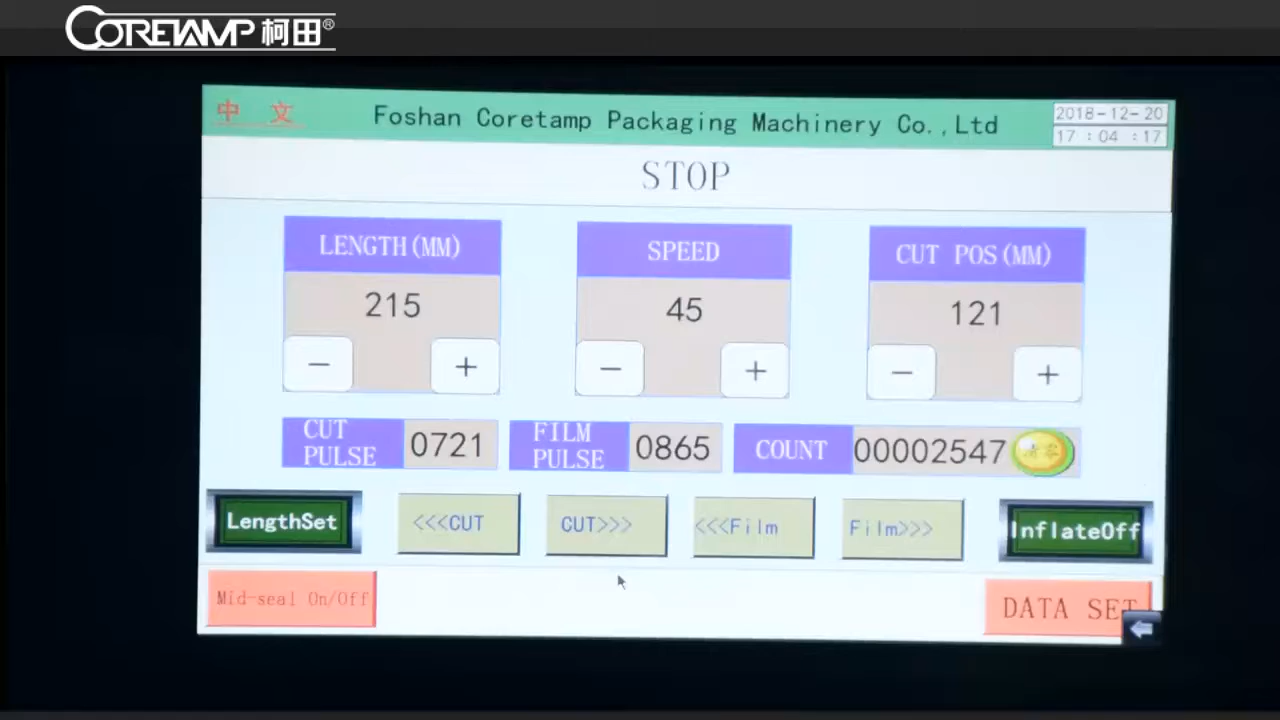 CORETAMP 柯田®
中 文
Foshan Coretamp Packaging Machinery Co.,Ltd
2018-12-20
17 : 04 : 17
STOP
LENGTH(MM)
SPEED
CUT POS(MM)
215
45
121
− +
− +
− +
CUT PULSE
0721
FILM PULSE
0865
COUNT
00002547
清零
LengthSet
<<<CUT
CUT>>>
<<<Film
Film>>>
InflateOff
Mid-seal On/Off
DATA SET